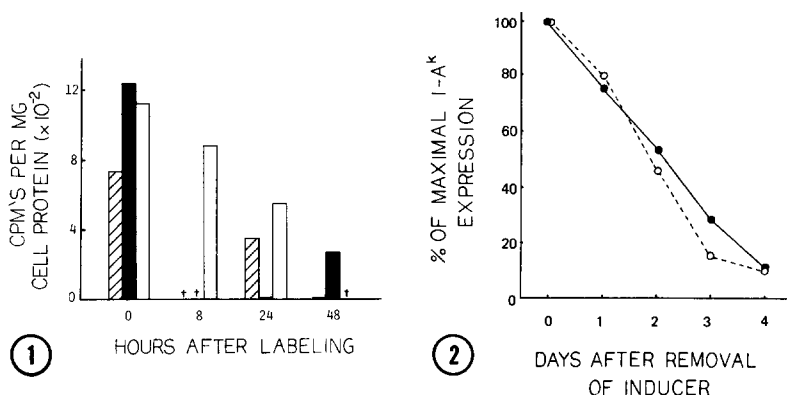 CPM'S PER MG
CELL PROTEIN (x10-2)
12
8
4
0
† †
†
0 8 24 48
HOURS AFTER LABELING
1
% OF MAXIMAL I-Aᵏ
EXPRESSION
100
80
60
40
20
0
0 1 2 3 4
DAYS AFTER REMOVAL
OF INDUCER
2